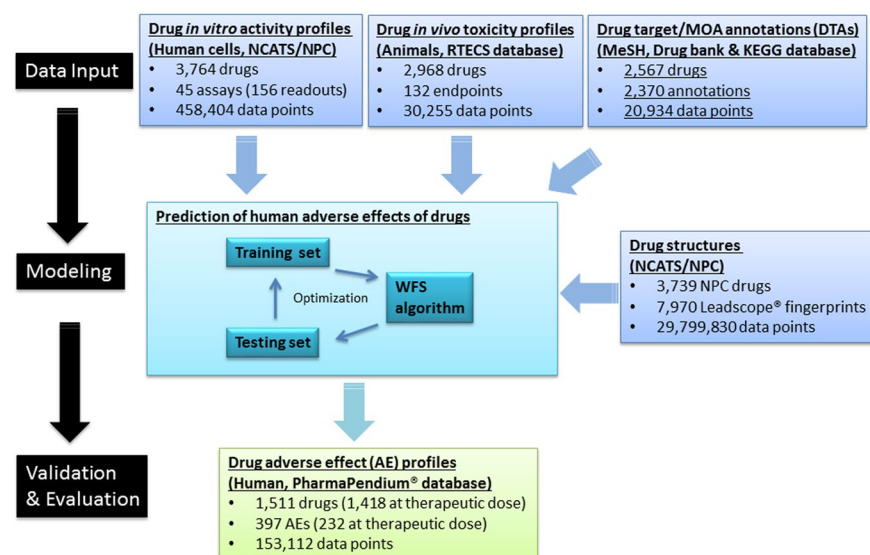 Data Input
Drug in vitro activity profiles
(Human cells, NCATS/NPC)
• 3,764 drugs
• 45 assays (156 readouts)
• 458,404 data points
Drug in vivo toxicity profiles
(Animals, RTECS database)
• 2,968 drugs
• 132 endpoints
• 30,255 data points
Drug target/MOA annotations (DTAs)
(MeSH, Drug bank & KEGG database)
• 2,567 drugs
• 2,370 annotations
• 20,934 data points
Modeling
Prediction of human adverse effects of drugs
Training set
Optimization
WFS
algorithm
Testing set
Drug structures
(NCATS/NPC)
• 3,739 NPC drugs
• 7,970 Leadscope® fingerprints
• 29,799,830 data points
Validation
& Evaluation
Drug adverse effect (AE) profiles
(Human, PharmaPendium® database)
• 1,511 drugs (1,418 at therapeutic dose)
• 397 AEs (232 at therapeutic dose)
• 153,112 data points